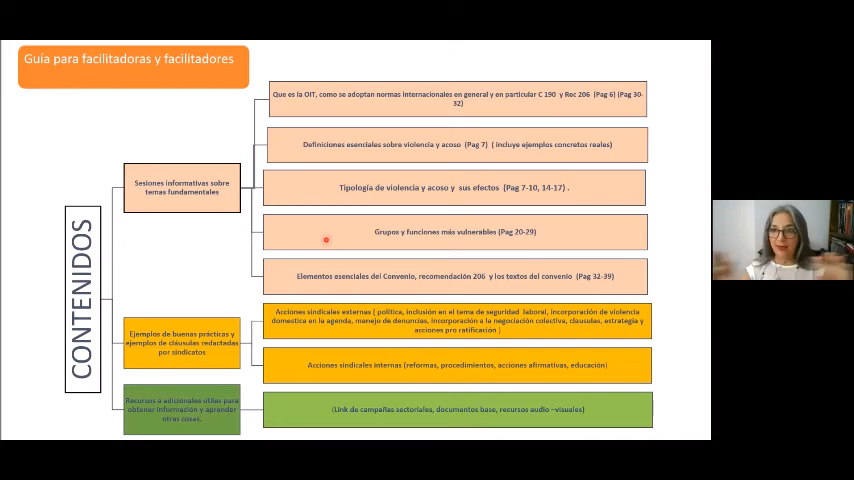 Guía para facilitadoras y facilitadores
CONTENIDOS
Sesiones informativas sobre
temas fundamentales
Que es la OIT, como se adoptan normas internacionales en general y en particular C 190 y Rec 206 (Pag 6) (Pag 30-
32)
Definiciones esenciales sobre violencia y acoso (Pag 7) ( incluye ejemplos concretos reales)
Tipología de violencia y acoso y sus efectos (Pag 7-10, 14-17) .
Grupos y funciones más vulnerables (Pag 20-29)
Elementos esenciales del Convenio, recomendación 206 y los textos del convenio (Pag 32-39)
Ejemplos de buenas prácticas y
ejemplos de cláusulas redactadas
por sindicatos
Acciones sindicales externas ( política, inclusión en el tema de seguridad laboral, incorporación de violencia
domestica en la agenda, manejo de denuncias, incorporación a la negociación colectiva, clausulas, estrategia y
acciones pro ratificación )
Acciones sindicales internas (reformas, procedimientos, acciones afirmativas, educación)
Recursos a adicionales útiles para
obtener información y aprender
otras cosas.
(Link de campañas sectoriales, documentos base, recursos audio –visuales)